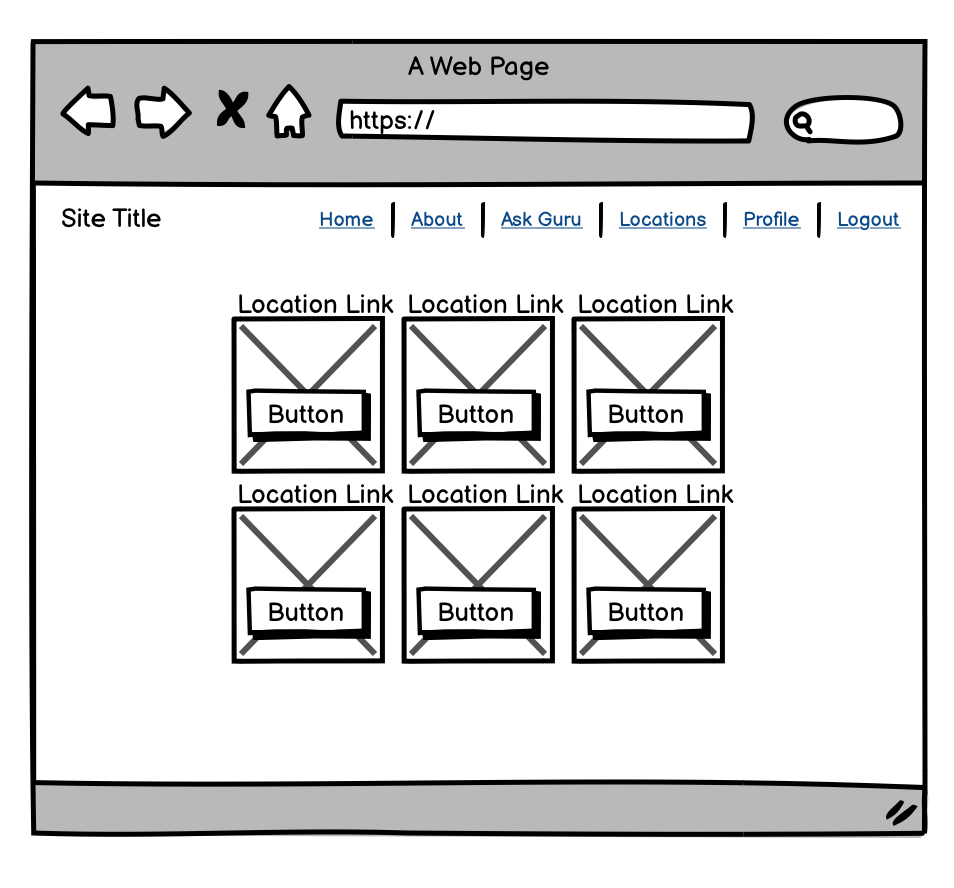 A Web Page
https://
Site Title
Home About Ask Guru Locations Profile Logout
Location Link Location Link Location Link
Button Button Button
Location Link Location Link Location Link
Button Button Button